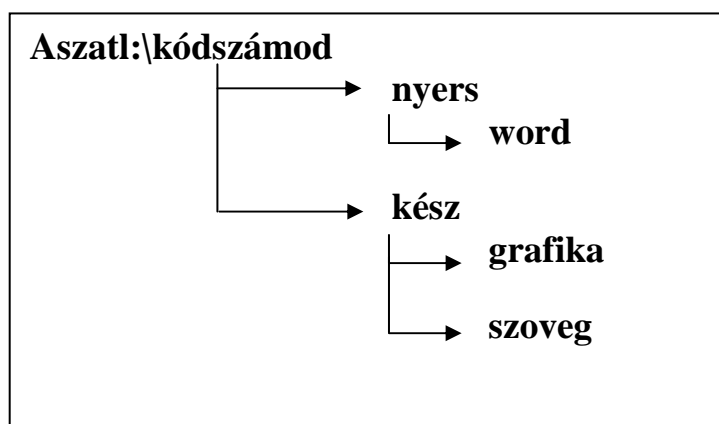 Aszatl:\kódszámod
nyers
word
kész
grafika
szoveg